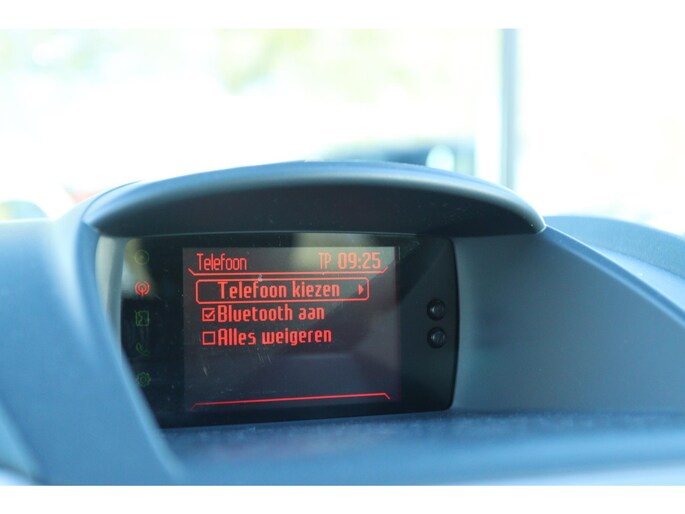 Telefoon TP 09:25
Telefoon kiezen
Bluetooth aan
Alles weigeren